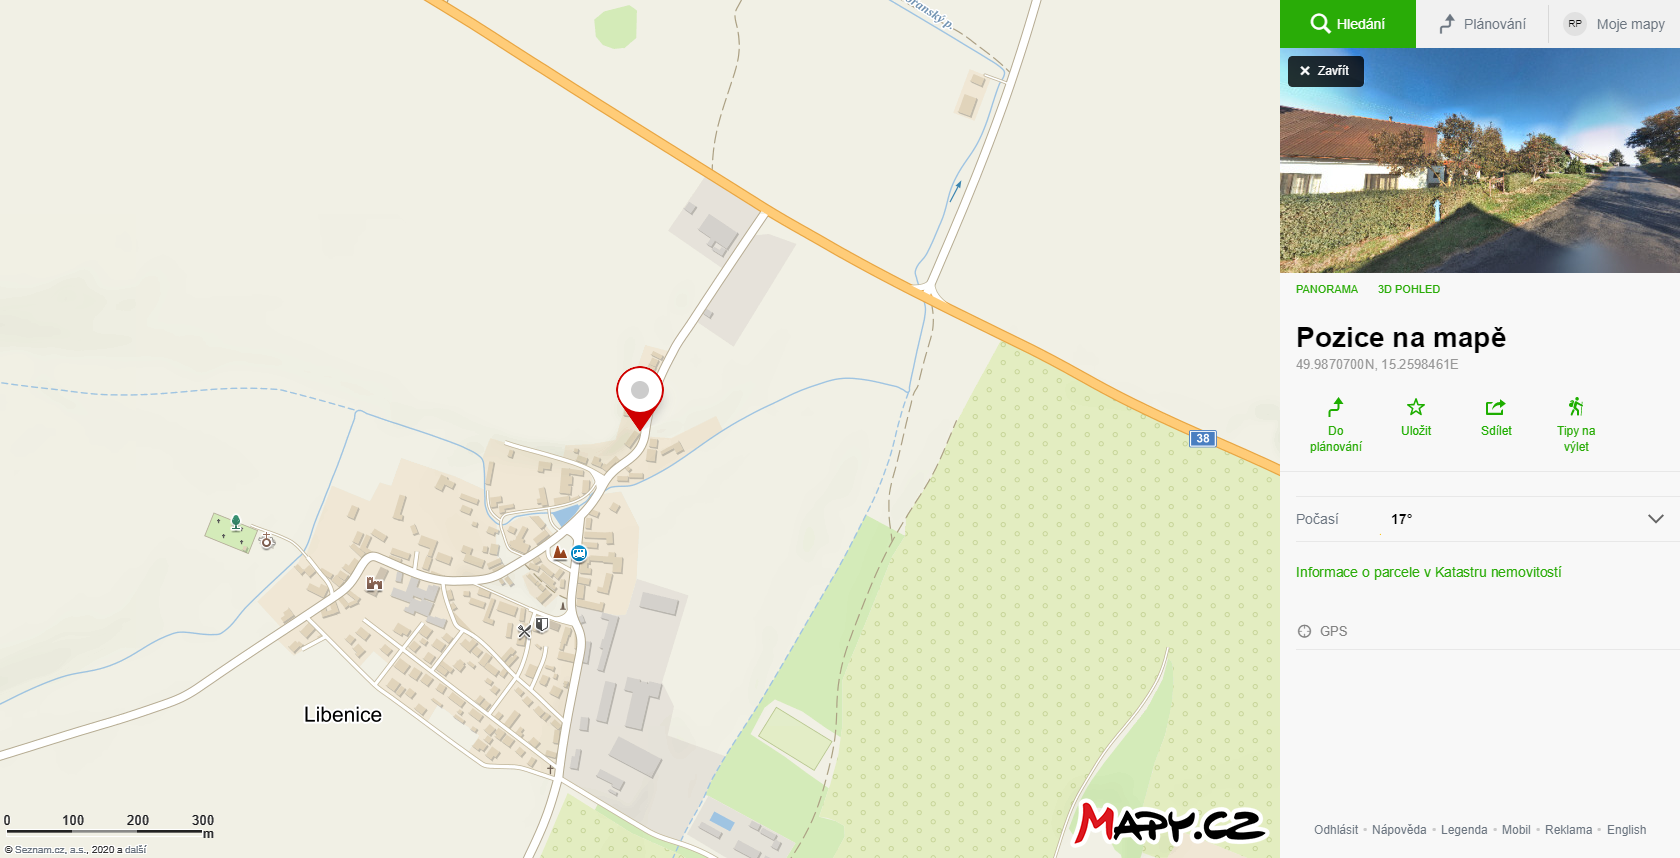 Hledání
Plánování
RP
Moje mapy
Zavřít
PANORAMA
3D POHLED
Pozice na mapě
49.9870700N, 15.2598461E
Do
plánování
Uložit
Sdílet
Tipy na
výlet
Počasí
17°
Informace o parcele v Katastru nemovitostí
GPS
38
Libenice
0 100 200 300
m
© Seznam.cz, a.s., 2020 a další
MAPY.CZ
Odhlásit • Nápověda • Legenda • Mobil • Reklama • English